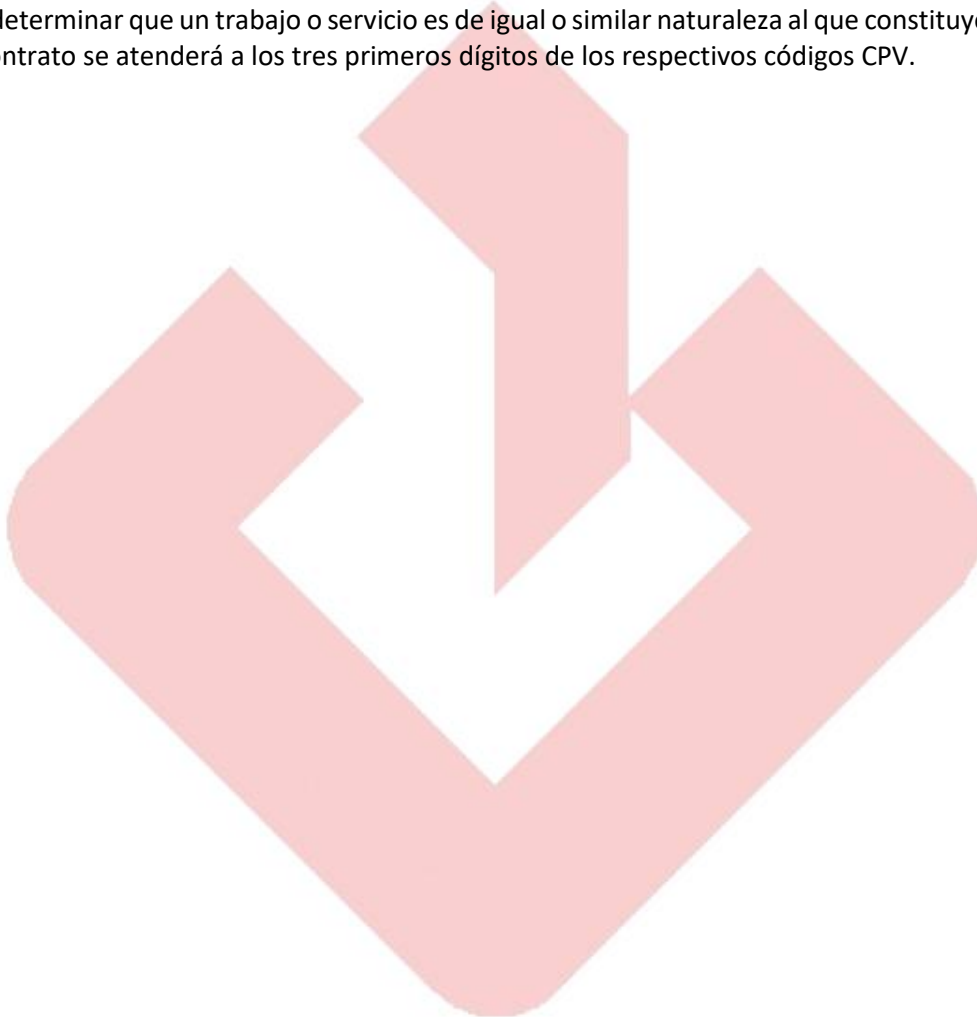 determinar que un trabajo o servicio es de igual o similar naturaleza al que constituy
ntrato se atenderá a los tres primeros dígitos de los respectivos códigos CPV.